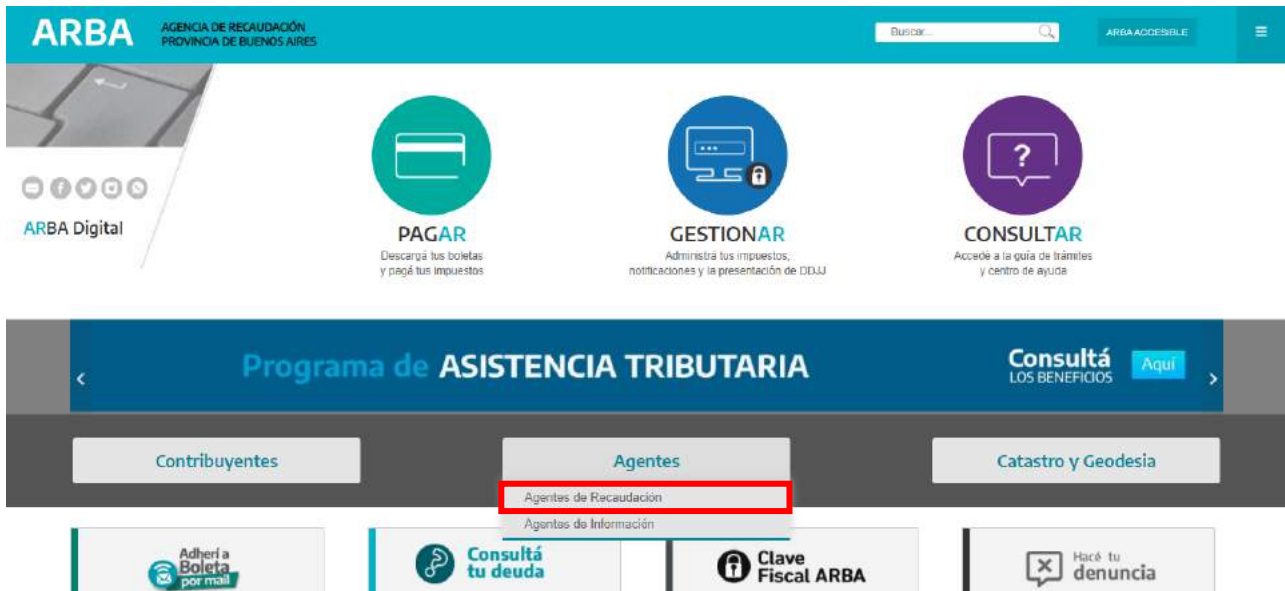 ARBA
AGENCIA DE RECAUDACIÓN
PROVINCIA DE BUENOS AIRES
Buscar...
ARBA ACCESIBLE
ARBA Digital
PAGAR
Descargá tus boletas
y pagá tus impuestos
GESTIONAR
Administrá tus impuestos,
notificaciones y la presentación de DDJJ
?
CONSULTAR
Accedé a la guía de trámites
y centro de ayuda
Programa de ASISTENCIA TRIBUTARIA
Consultá
LOS BENEFICIOS
Aquí
Contribuyentes
Agentes
Catastro y Geodesia
Agentes de Recaudación
Agentes de Información
Adherí a
Boleta
por mail
Consultá
tu deuda
Clave
Fiscal ARBA
Hacé tu
denuncia